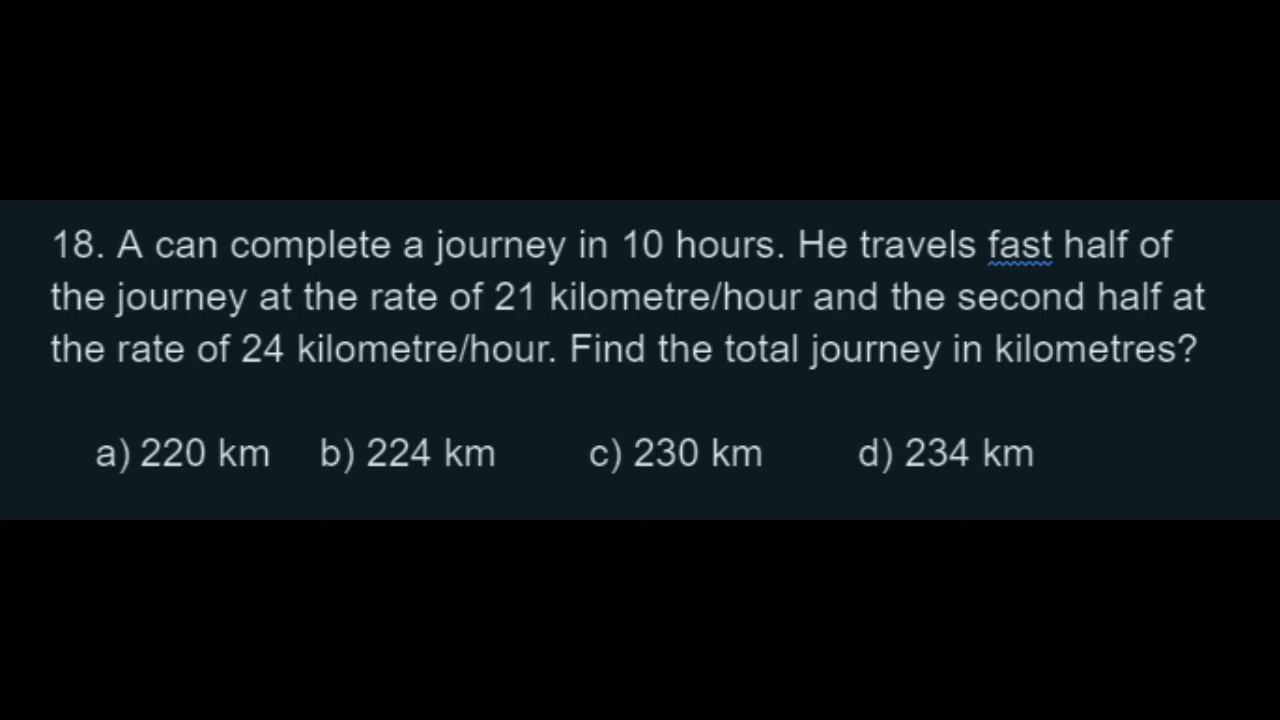 18. A can complete a journey in 10 hours. He travels fast half of
the journey at the rate of 21 kilometre/hour and the second half at
the rate of 24 kilometre/hour. Find the total journey in kilometres?
a) 220 km b) 224 km c) 230 km d) 234 km